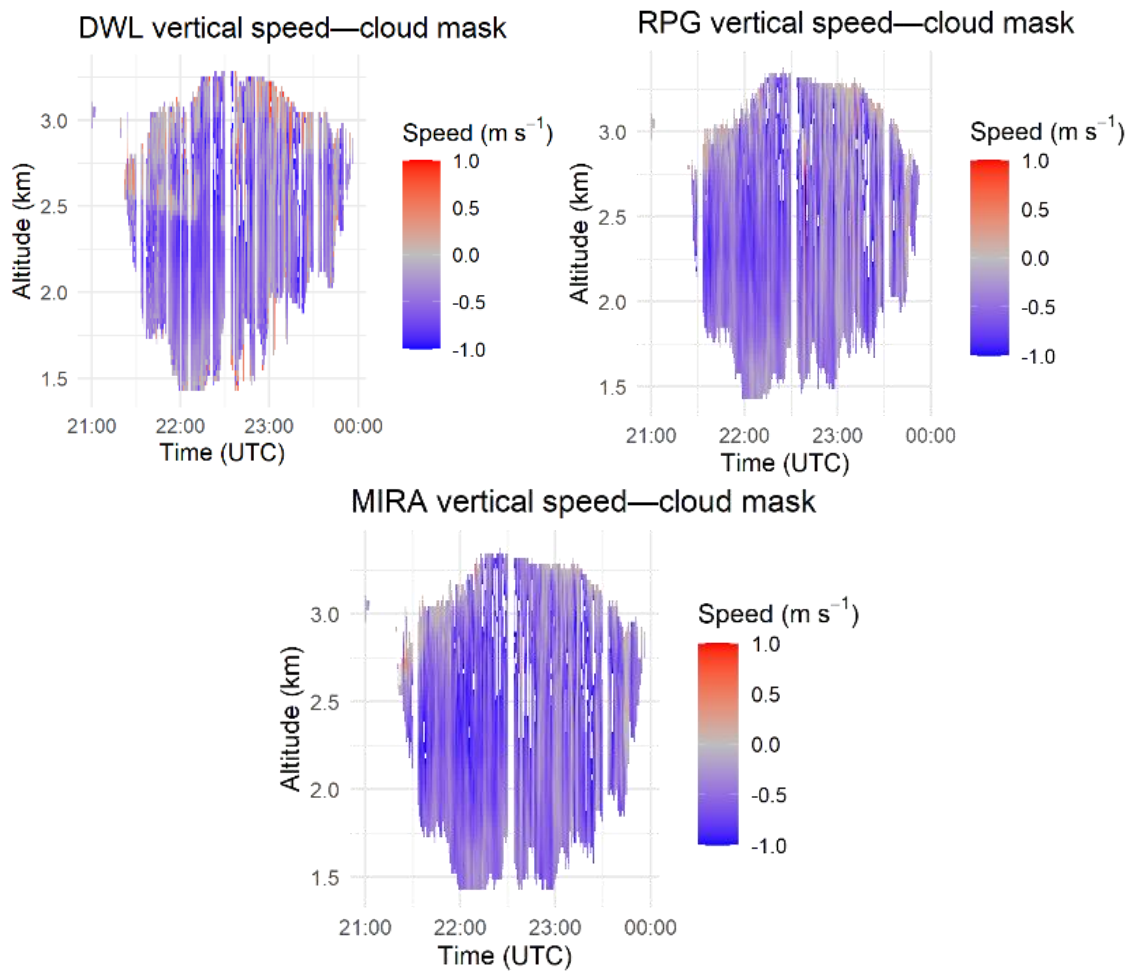 DWL vertical speed—cloud mask
Altitude (km)
3.0
2.5
2.0
1.5
21:00 22:00 23:00 00:00
Time (UTC)
Speed (m s⁻¹)
1.0
0.5
0.0
-0.5
-1.0
RPG vertical speed—cloud mask
Altitude (km)
3.0
2.5
2.0
1.5
21:00 22:00 23:00 00:00
Time (UTC)
Speed (m s⁻¹)
1.0
0.5
0.0
-0.5
-1.0
MIRA vertical speed—cloud mask
Altitude (km)
3.0
2.5
2.0
1.5
21:00 22:00 23:00 00:00
Time (UTC)
Speed (m s⁻¹)
1.0
0.5
0.0
-0.5
-1.0